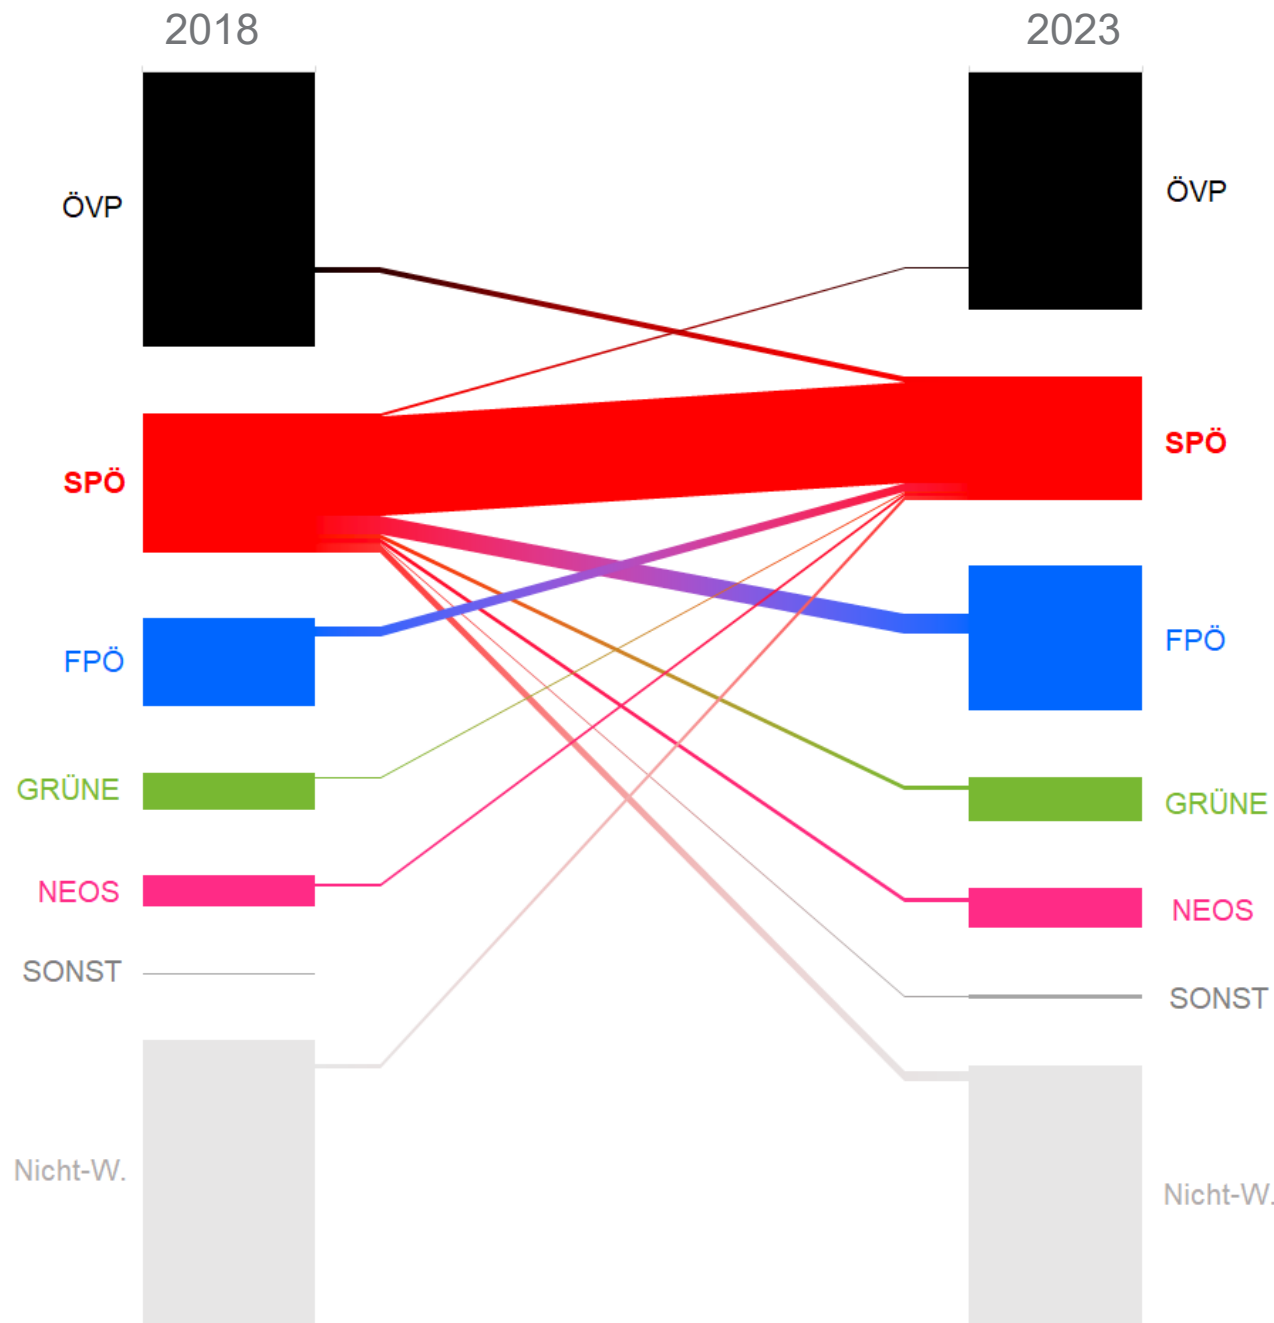 2018
2023
ÖVP
ÖVP
SPÖ
SPÖ
FPÖ
FPÖ
GRÜNE
GRÜNE
NEOS
NEOS
SONST
SONST
Nicht-W.
Nicht-W.